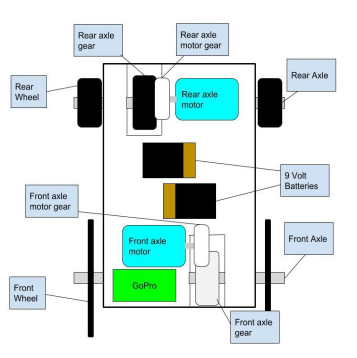 Rear axle
gear
Rear axle
motor gear
Rear
Wheel
Rear Axle
Rear axle
motor
9 Volt
Batteries
Front axle
motor gear
Front axle
motor
Front Axle
GoPro
Front
Wheel
Front axle
gear